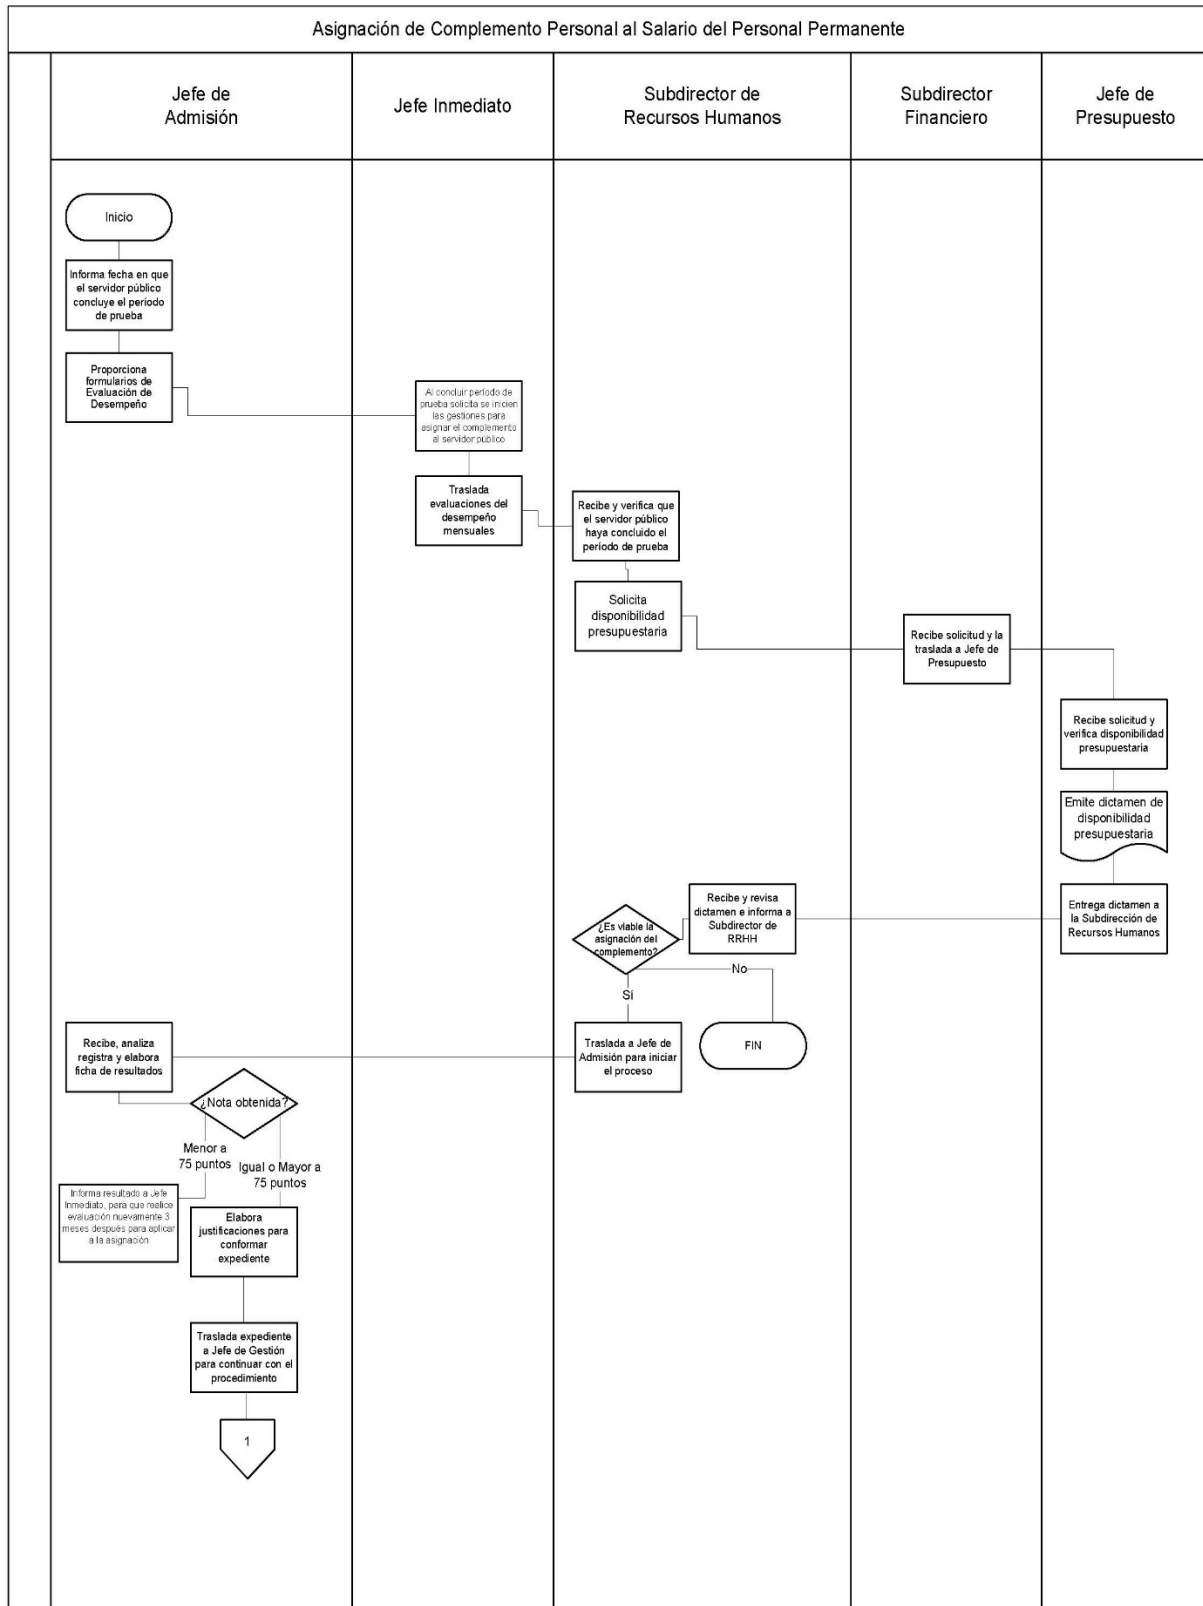 Asignación de Complemento Personal al Salario del Personal Permanente
Jefe de
Admisión
Jefe Inmediato
Subdirector de
Recursos Humanos
Subdirector
Financiero
Jefe de
Presupuesto
Inicio
Informa fecha en que
el servidor público
concluye el período
de prueba
Proporciona
formularios de
Evaluación de
Desempeño
Al concluir período de
prueba solicita se inicien
las gestiones para
asignar el complemento
al servidor público
Traslada
evaluaciones del
desempeño
mensuales
Recibe y verifica que
el servidor público
haya concluido el
período de prueba
Solicita
disponibilidad
presupuestaria
Recibe solicitud y la
traslada a Jefe de
Presupuesto
Recibe solicitud y
verifica disponibilidad
presupuestaria
Emite dictamen de
disponibilidad
presupuestaria
Entrega dictamen a
la Subdirección de
Recursos Humanos
Recibe y revisa
dictamen e informa a
Subdirector de
RRHH
¿Es viable la
asignación del
complemento?
No
Sí
FIN
Traslada a Jefe de
Admisión para iniciar
el proceso
Recibe, analiza
registra y elabora
ficha de resultados
¿Nota obtenida?
Menor a
75 puntos
Igual o Mayor a
75 puntos
Informa resultado a Jefe
Inmediato, para que realice
evaluación nuevamente 3
meses después para aplicar
a la asignación
Elabora
justificaciones para
conformar
expediente
Traslada expediente
a Jefe de Gestión
para continuar con el
procedimiento
1